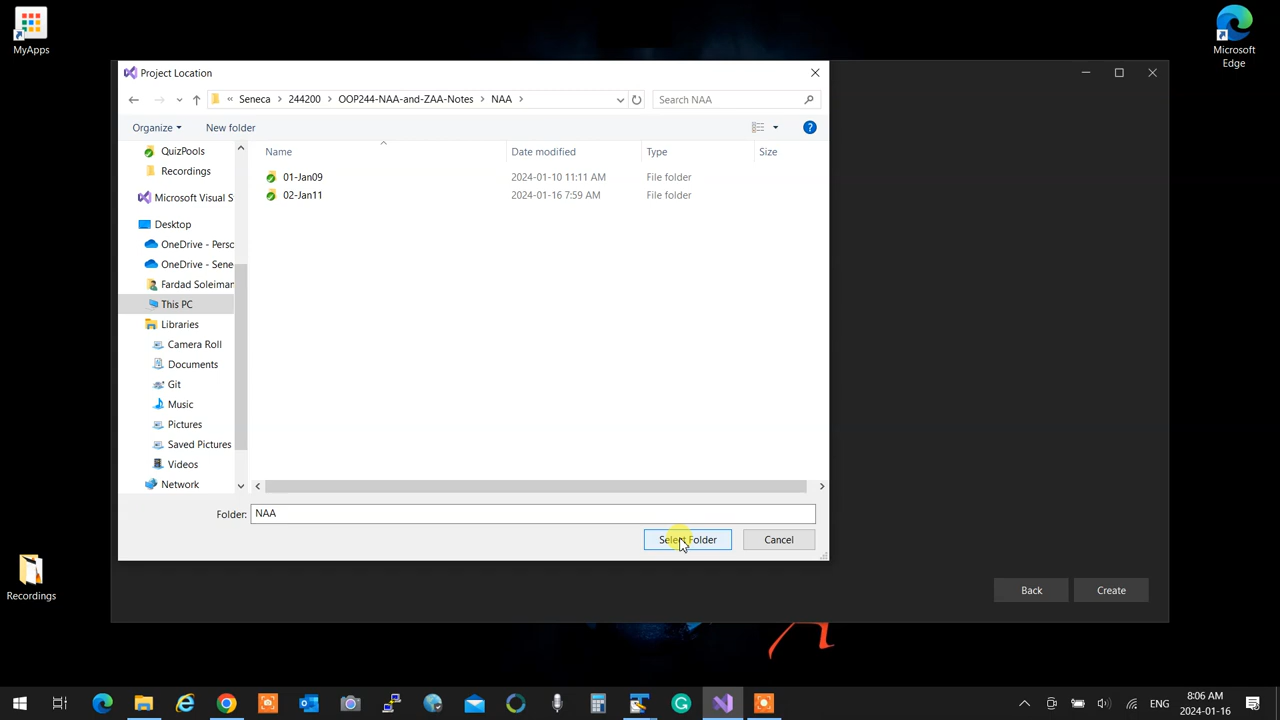 MyApps
Microsoft
Edge
Project Location
« Seneca > 244200 > OOP244-NAA-and-ZAA-Notes > NAA >
Search NAA
Organize
New folder
Name
Date modified
Type
Size
QuizPools
Recordings
Microsoft Visual S
Desktop
OneDrive - Perso
OneDrive - Sene
Fardad Soleiman
This PC
Libraries
Camera Roll
Documents
Git
Music
Pictures
Saved Pictures
Videos
Network
01-Jan09 2024-01-10 11:11 AM File folder
02-Jan11 2024-01-16 7:59 AM File folder
Folder: NAA
Select Folder
Cancel
Back
Create
Recordings
ENG
8:06 AM
2024-01-16